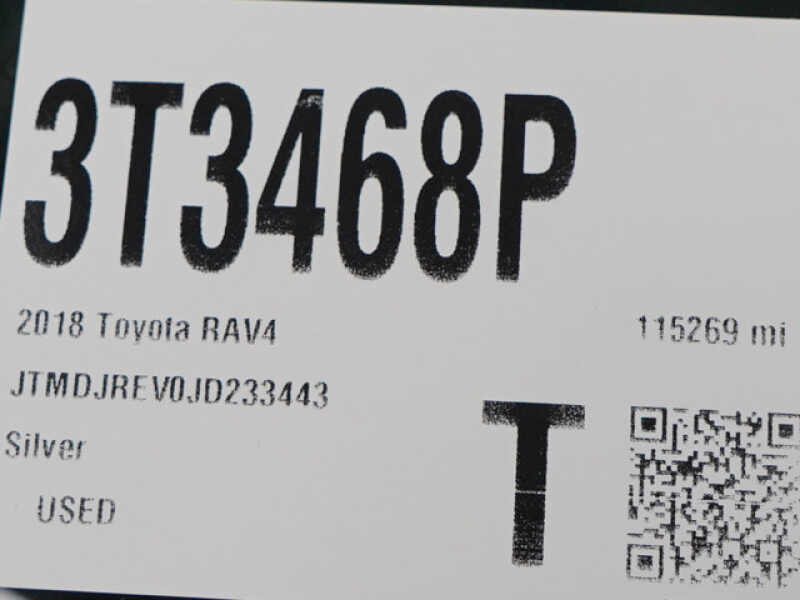 3T3468P
2018 Toyota RAV4
115269 mi
JTMDJREV0JD233443
Silver
T
USED